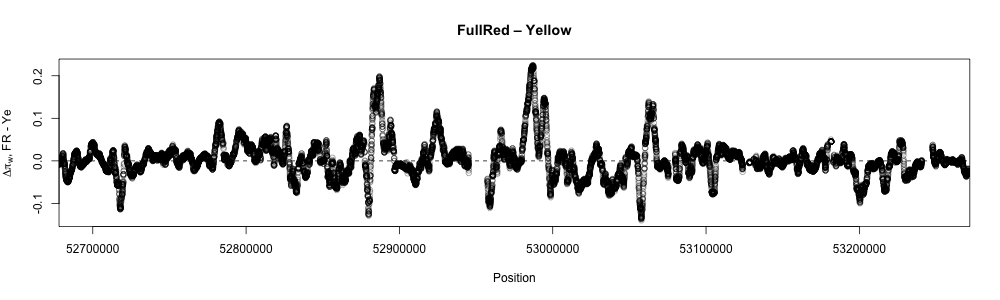 FullRed – Yellow
Δπw, FR - Ye
0.2
0.1
0.0
-0.1
52700000 52800000 52900000 53000000 53100000 53200000
Position